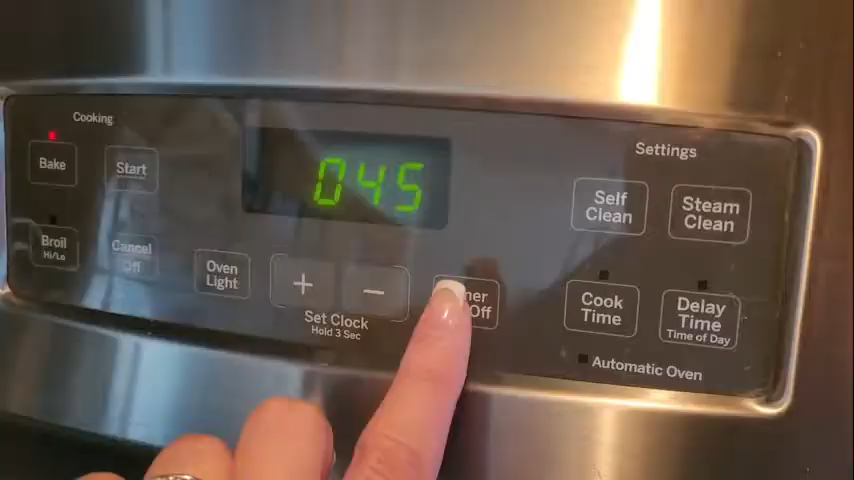 Cooking
Bake
Start
045
Settings
Self
Clean
Steam
Clean
Broil
Hi/Lo
Cancel
Off
Oven
Light
+
−
Set Clock
Hold 3 Sec
Off
Cook
Time
Delay
Time
Time of Day
Automatic Oven